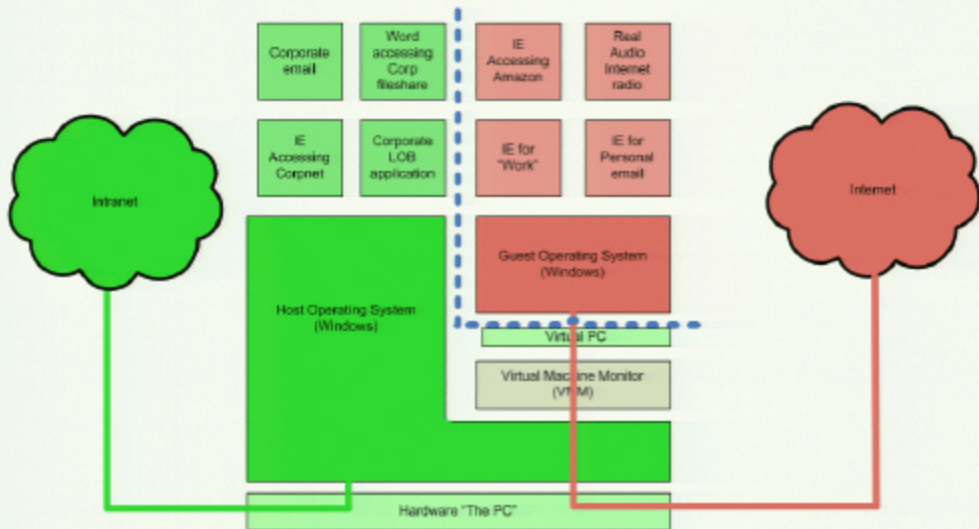 Corporate
email
Word
accessing
Corp
fileshare
IE
Accessing
Amazon
Real
Audio
Internet
radio
IE
Accessing
Corpnet
Corporate
LOB
application
IE for
"Work"
IE for
Personal
email
Intranet
Internet
Host Operating System
(Windows)
Guest Operating System
(Windows)
Virtual PC
Virtual Machine Monitor
(VMM)
Hardware "The PC"